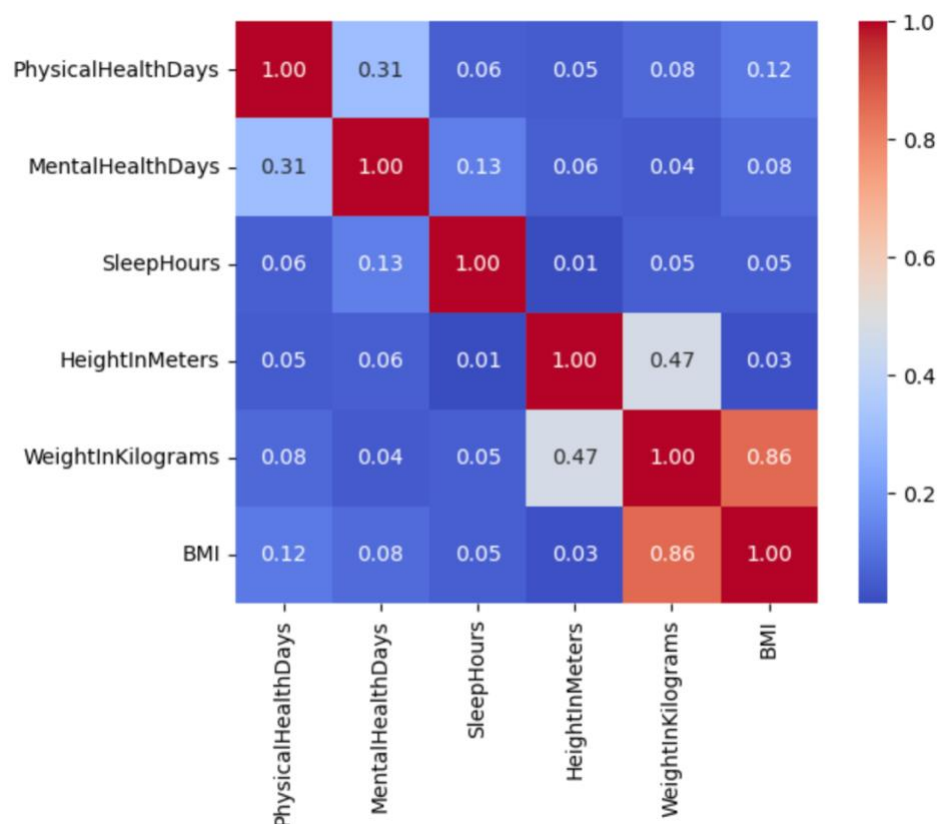 1.0
PhysicalHealthDays 1.00 0.31 0.06 0.05 0.08 0.12
MentalHealthDays 0.31 1.00 0.13 0.06 0.04 0.08
0.8
SleepHours 0.06 0.13 1.00 0.01 0.05 0.05
0.6
HeightInMeters 0.05 0.06 0.01 1.00 0.47 0.03
0.4
WeightInKilograms 0.08 0.04 0.05 0.47 1.00 0.86
0.2
BMI 0.12 0.08 0.05 0.03 0.86 1.00
PhysicalHealthDays
MentalHealthDays
SleepHours
HeightInMeters
WeightInKilograms
BMI